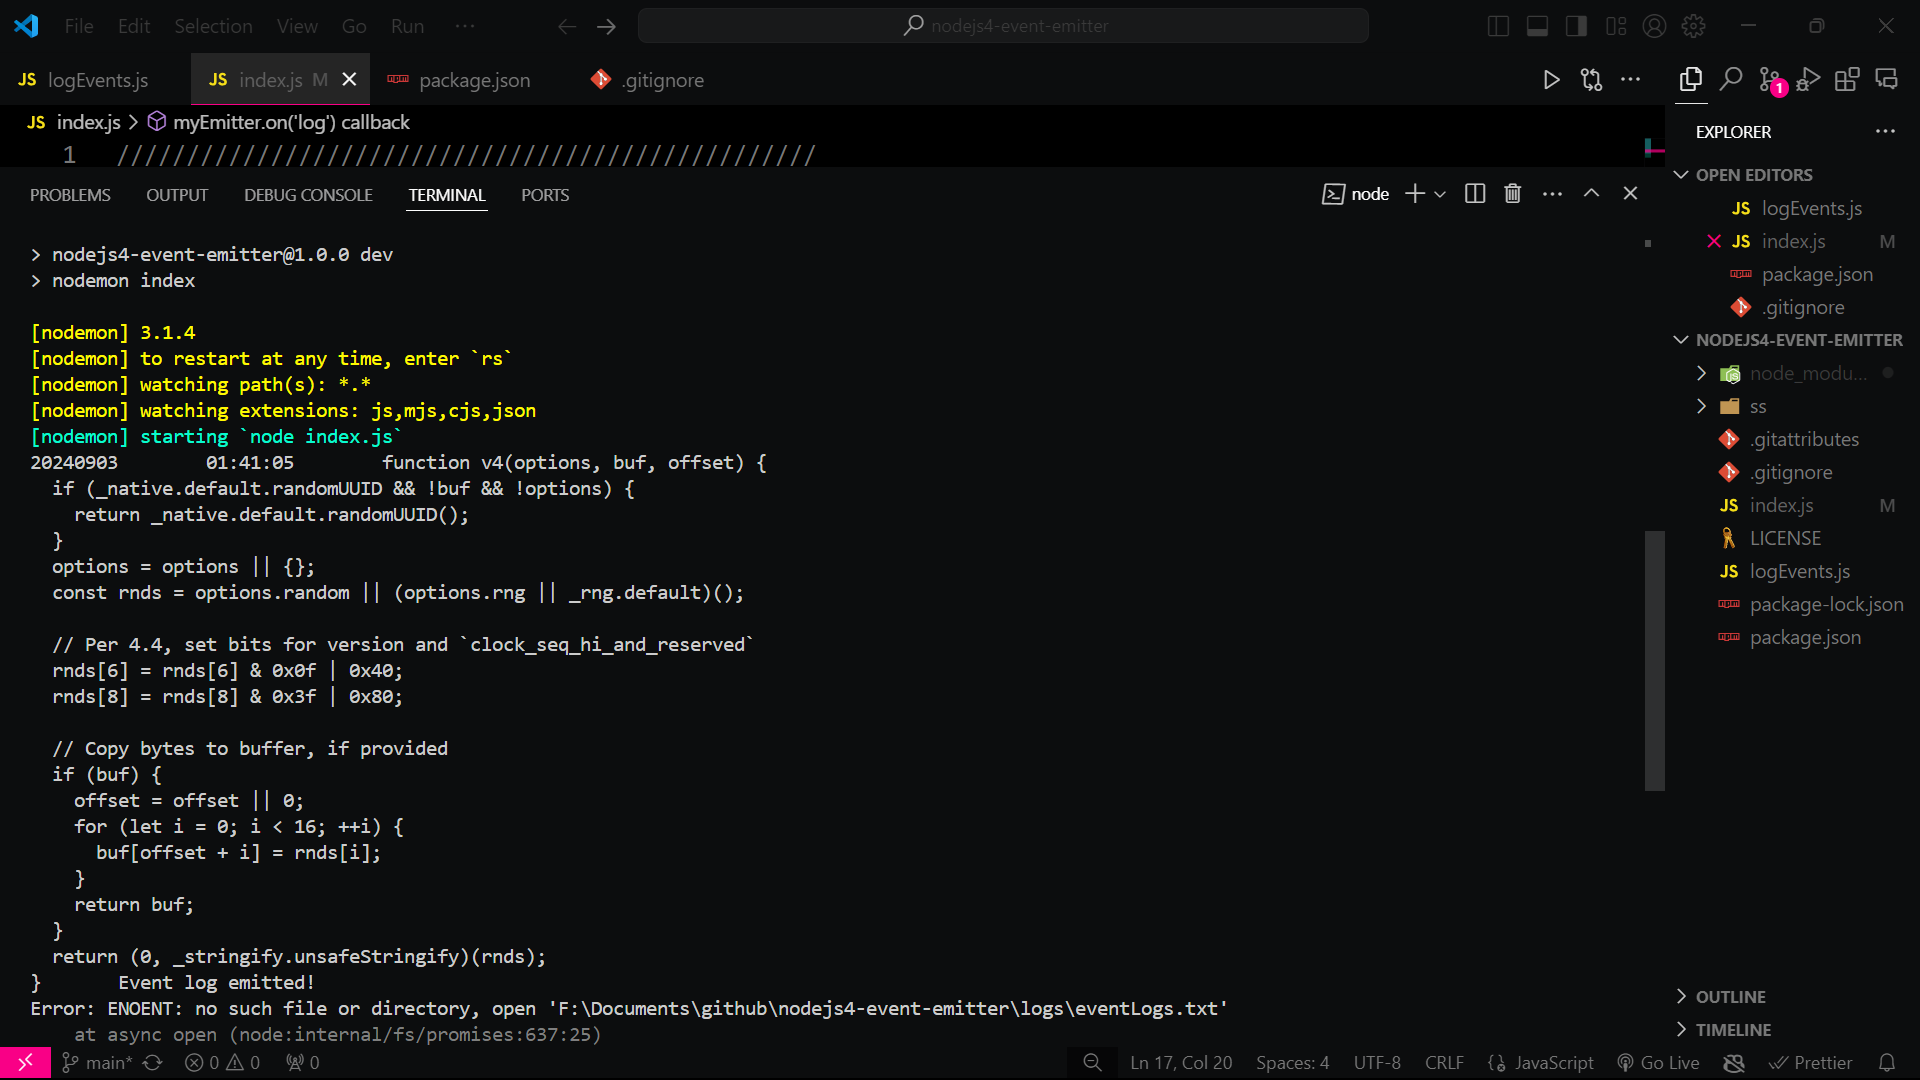 File Edit Selection View Go Run ··· nodejs4-event-emitter
JS logEvents.js JS index.js M package.json .gitignore
JS index.js > myEmitter.on('log') callback
1 //////////////////////////////////////////////////
PROBLEMS OUTPUT DEBUG CONSOLE TERMINAL PORTS node
> nodejs4-event-emitter@1.0.0 dev
> nodemon index
[nodemon] 3.1.4
[nodemon] to restart at any time, enter `rs`
[nodemon] watching path(s): *.*
[nodemon] watching extensions: js,mjs,cjs,json
[nodemon] starting `node index.js`
20240903 01:41:05 function v4(options, buf, offset) {
if (_native.default.randomUUID && !buf && !options) {
return _native.default.randomUUID();
}
options = options || {};
const rnds = options.random || (options.rng || _rng.default)();
// Per 4.4, set bits for version and `clock_seq_hi_and_reserved`
rnds[6] = rnds[6] & 0x0f | 0x40;
rnds[8] = rnds[8] & 0x3f | 0x80;
// Copy bytes to buffer, if provided
if (buf) {
offset = offset || 0;
for (let i = 0; i < 16; ++i) {
buf[offset + i] = rnds[i];
}
return buf;
}
return (0, _stringify.unsafeStringify)(rnds);
} Event log emitted!
Error: ENOENT: no such file or directory, open 'F:\Documents\github\nodejs4-event-emitter\logs\eventLogs.txt'
at async open (node:internal/fs/promises:637:25)
1
EXPLORER
OPEN EDITORS
JS logEvents.js
JS index.js M
package.json
.gitignore
NODEJS4-EVENT-EMITTER
node_modu...
ss
.gitattributes
.gitignore
JS index.js M
LICENSE
JS logEvents.js
package-lock.json
package.json
OUTLINE
TIMELINE
main* 0 0 0 Ln 17, Col 20 Spaces: 4 UTF-8 CRLF JavaScript Go Live Prettier